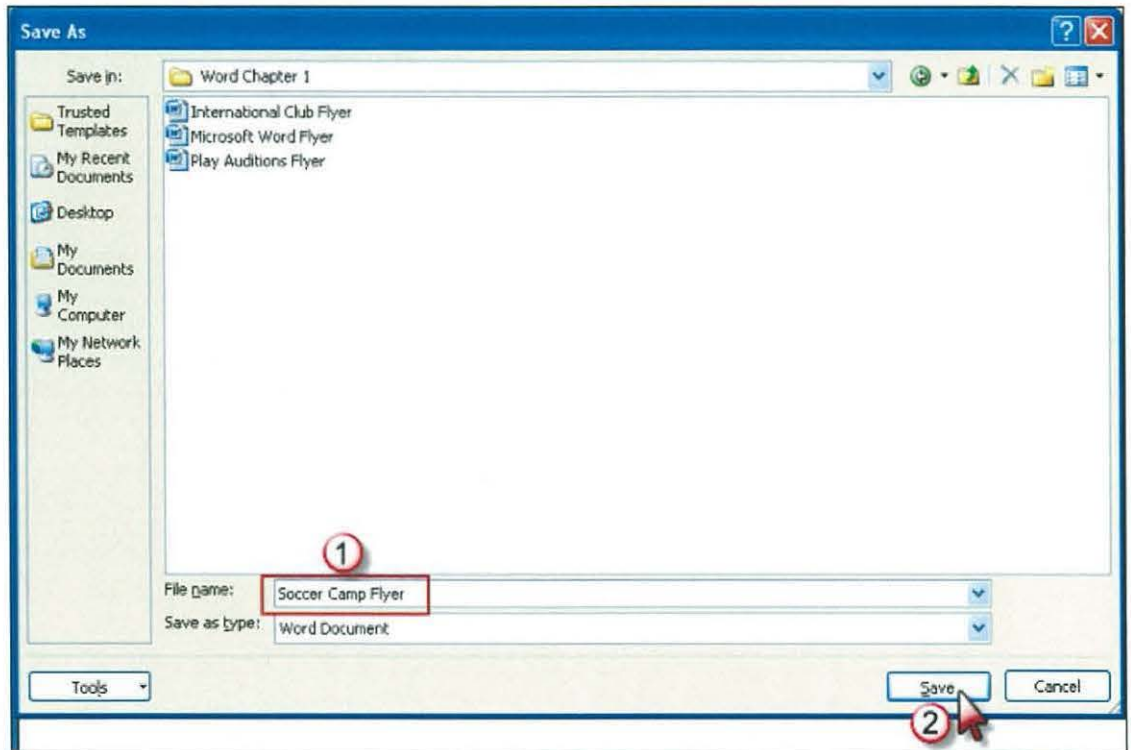 Save As
Save in:
Word Chapter 1
Trusted
Templates
My Recent
Documents
Desktop
My
Documents
My
Computer
My Network
Places
International Club Flyer
Microsoft Word Flyer
Play Auditions Flyer
1
File name:
Soccer Camp Flyer
Save as type:
Word Document
Tools
Save
Cancel
2